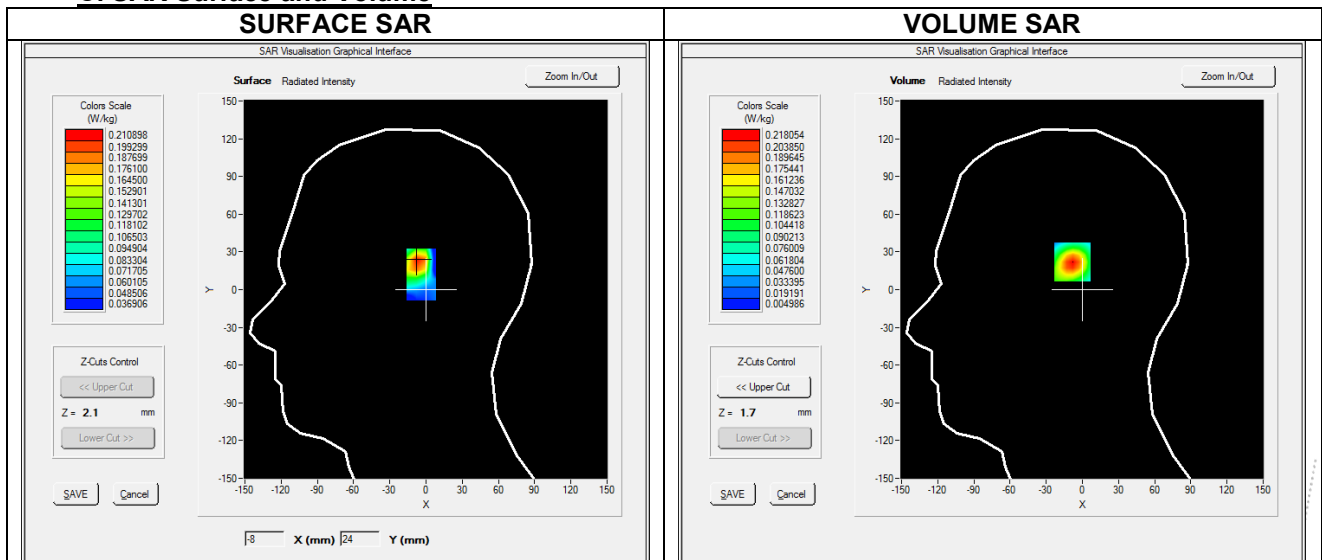 SURFACE SAR
SAR Visualisation Graphical Interface
Surface Radiated Intensity
Zoom In/Out
Colors Scale
(W/kg)
0.210898
0.199299
0.187699
0.176100
0.164500
0.152901
0.141301
0.129702
0.118102
0.106503
0.094904
0.083304
0.071705
0.060105
0.048506
0.036906
Z-Cuts Control
<< Upper Cut
Z = 2.1 mm
Lower Cut >>
SAVE Cancel
150
120
90
60
30
0
-30
-60
-90
-120
-150
Y
-150 -120 -90 -60 -30 0 30 60 90 120 150
X
-8 X (mm) 24 Y (mm)
VOLUME SAR
SAR Visualisation Graphical Interface
Volume Radiated Intensity
Zoom In/Out
Colors Scale
(W/kg)
0.218054
0.203850
0.189645
0.175441
0.161236
0.147032
0.132827
0.118623
0.104418
0.090213
0.076009
0.061804
0.047600
0.033395
0.019191
0.004986
Z-Cuts Control
<< Upper Cut
Z = 1.7 mm
Lower Cut >>
SAVE Cancel
150
120
90
60
30
0
-30
-60
-90
-120
-150
Y
-150 -120 -90 -60 -30 0 30 60 90 120 150
X